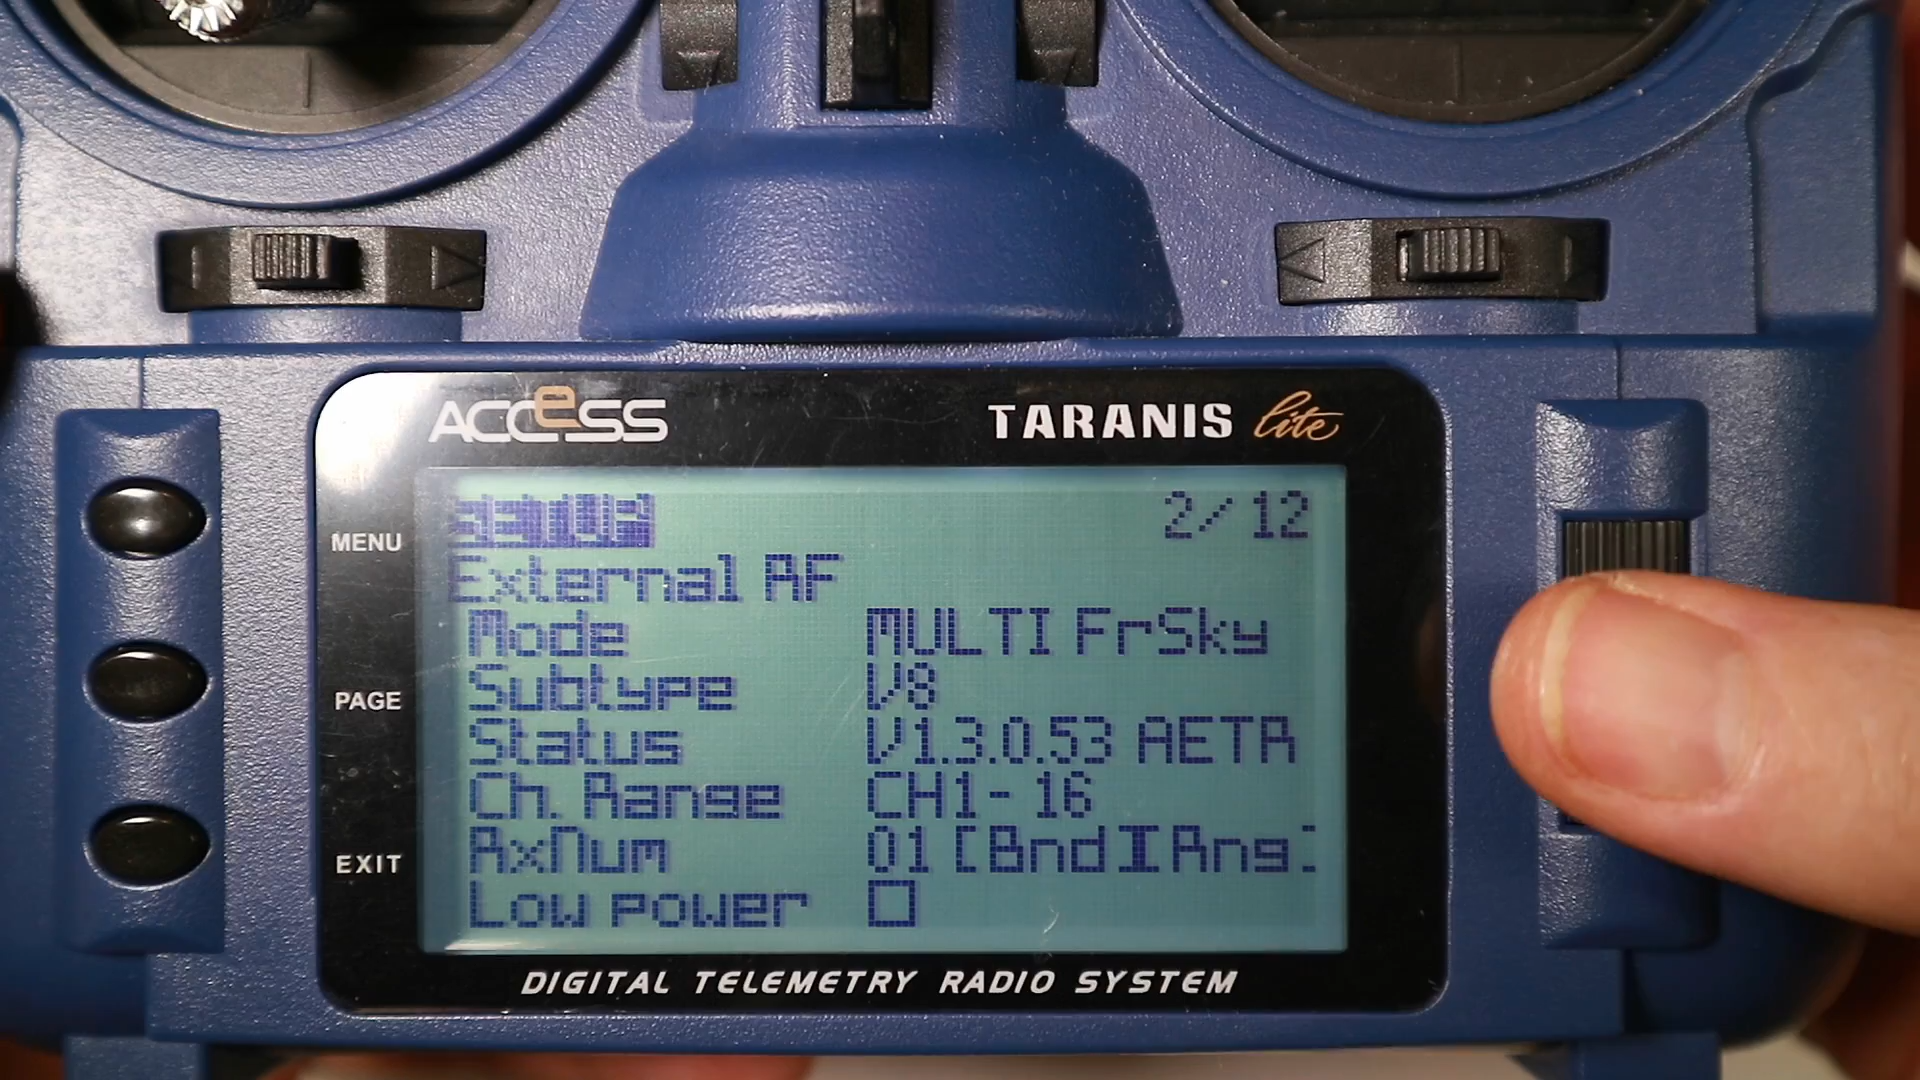 ACCeSS TARANIS lite
SETUP 2/12
External RF
Mode MULTI FrSky
Subtype V8
Status V1.3.0.53 AETR
Ch. Range CH1-16
RxNum 01 [Bnd] [Rng]
Low power
MENU
PAGE
EXIT
DIGITAL TELEMETRY RADIO SYSTEM